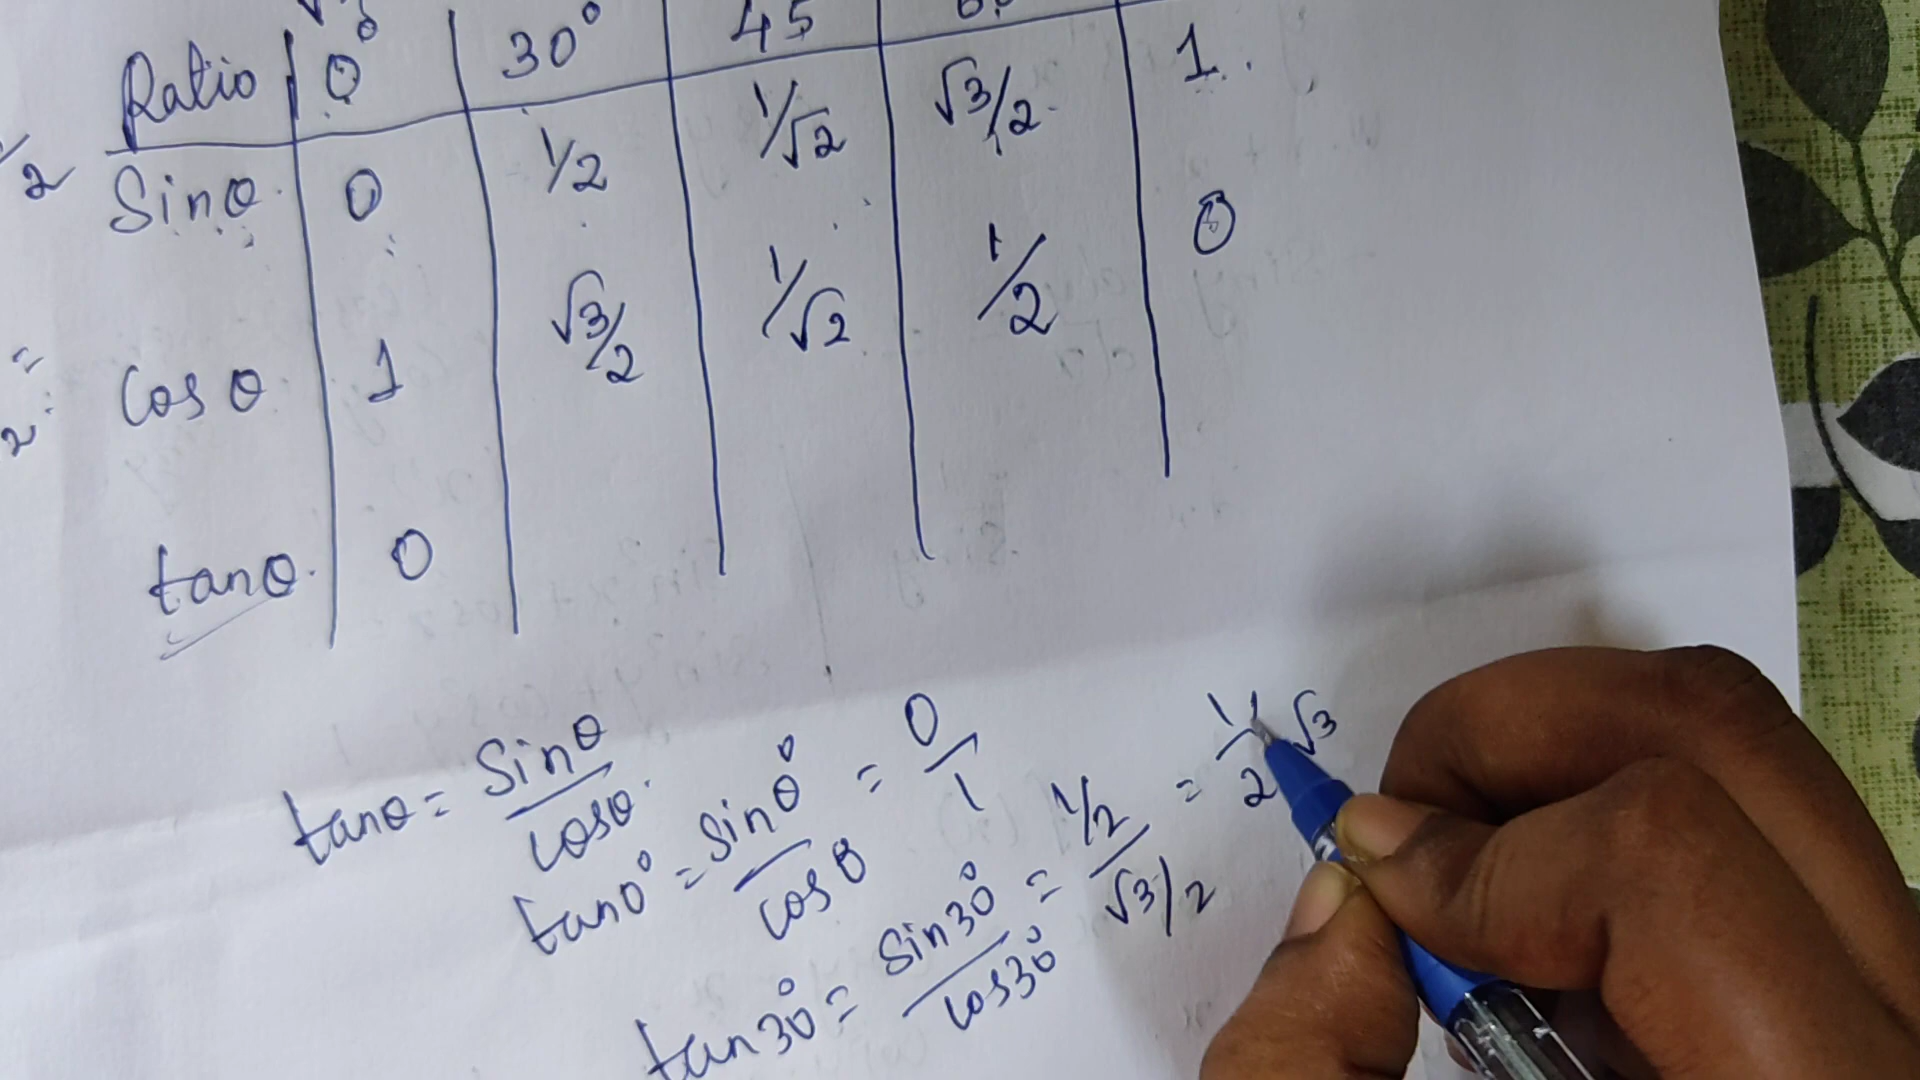 Ratio 0° 30° 45
Sinθ 0 1/2 1/√2 √3/2 1
Cosθ 1 √3/2 1/√2 1/2 0
tanθ 0
tanθ = Sinθ/Cosθ
tan0° = Sin0°/Cos0 = 0/1
tan30° = Sin30°/Cos30° = 1/2/√3/2 = 1/2 √3